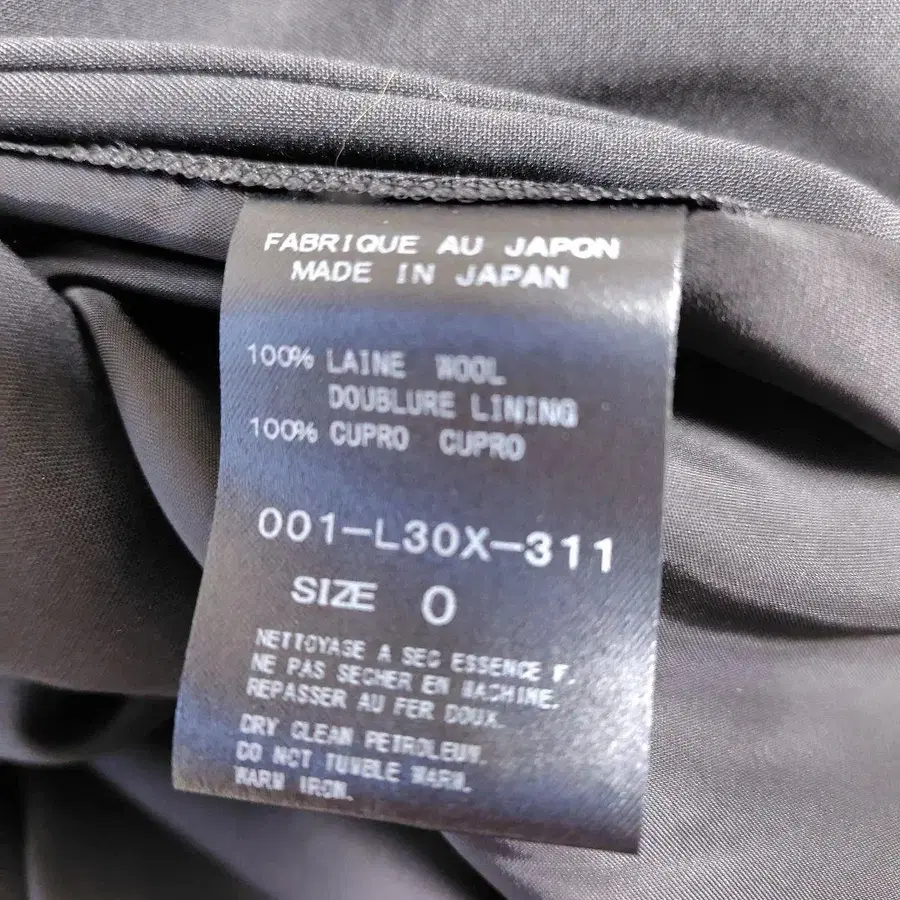 FABRIQUE AU JAPON
MADE IN JAPAN
100% LAINE WOOL
DOUBLURE LINING
100% CUPRO CUPRO
001-L30X-311
SIZE 0
NETTOYAGE A SEC ESSENCE F.
NE PAS SECHER EN MACHINE.
REPASSER AU FER DOUX.
DRY CLEAN PETROLEUM.
DO NOT TUMBLE WARM.
WARM IRON.